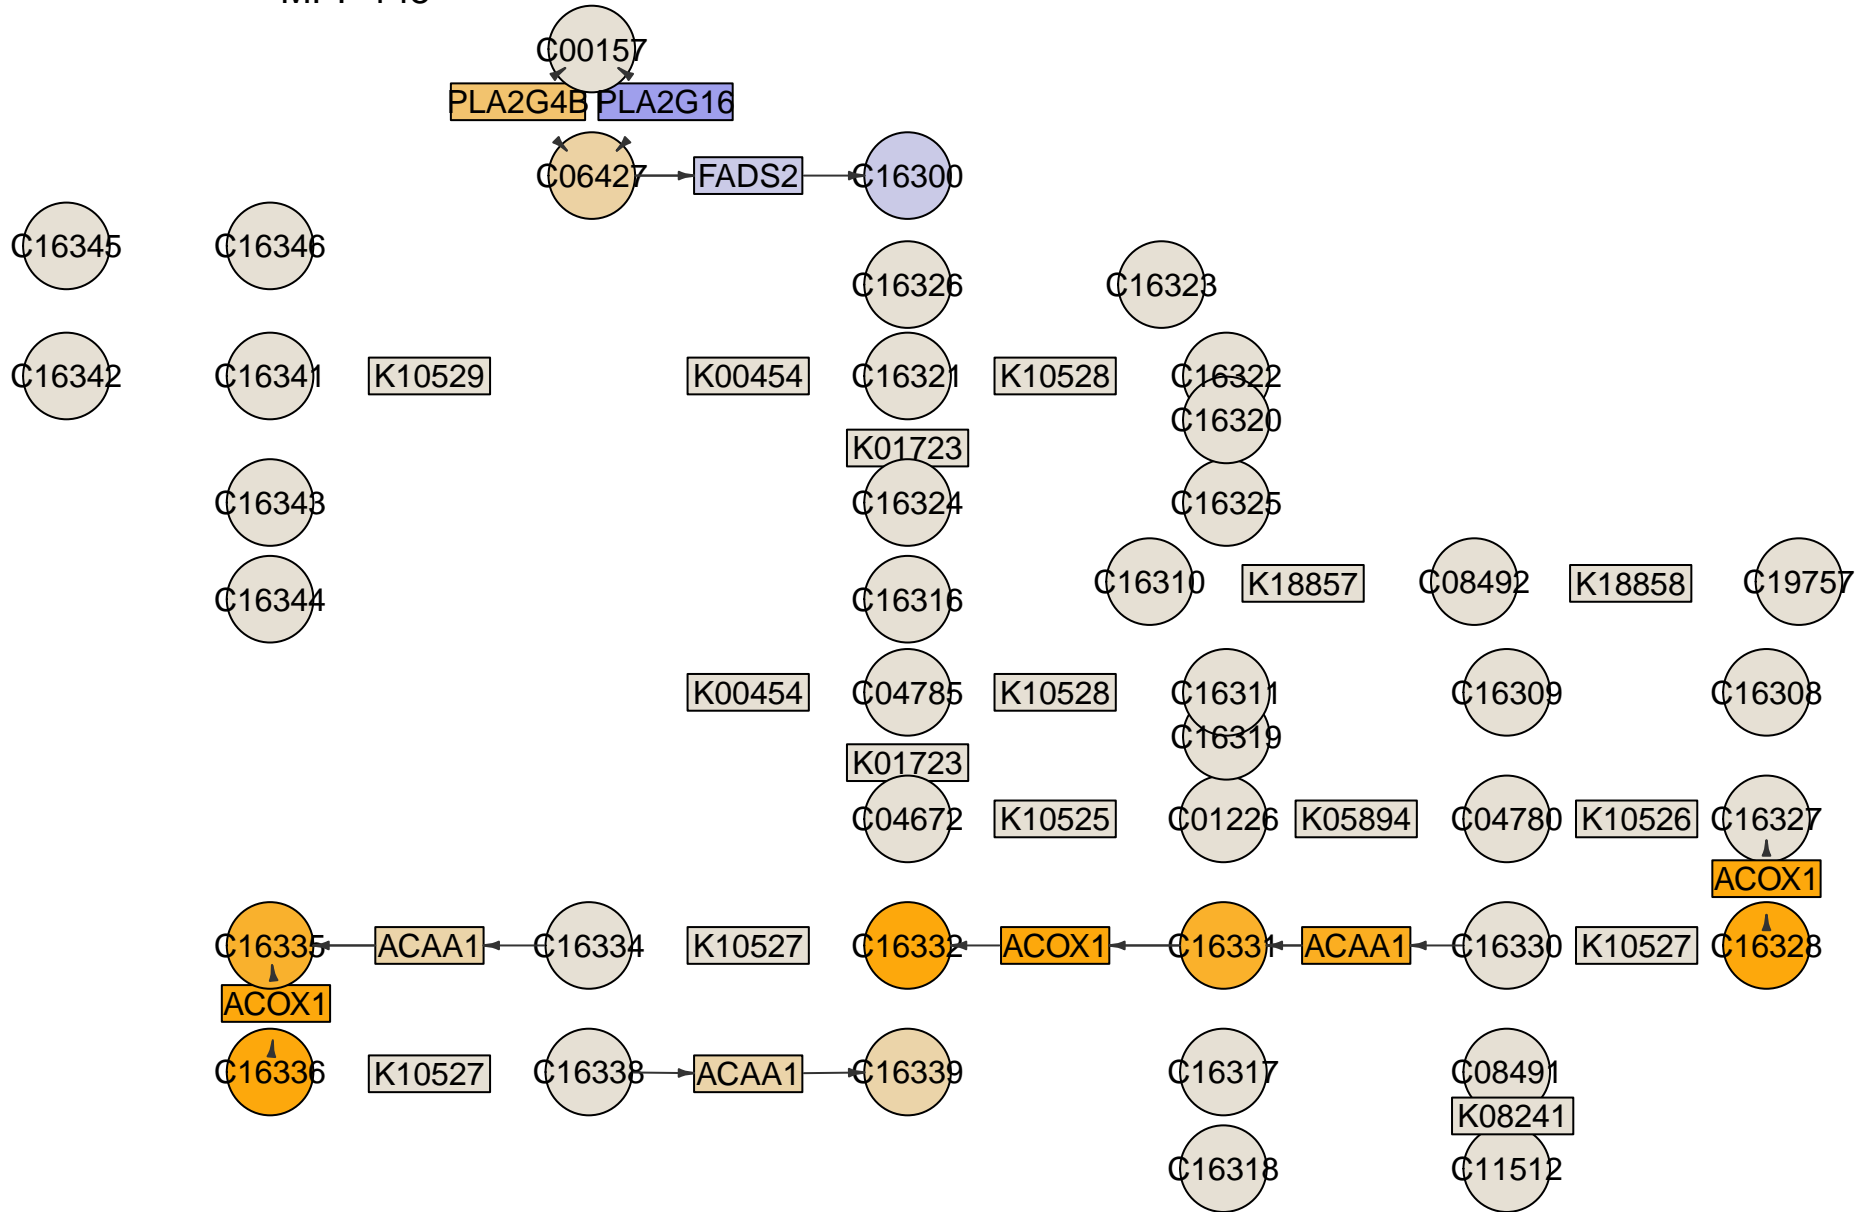 C00157
PLA2G4B PLA2G16
C06427 FADS2 C16300
C16345 C16346
C16326 C16323
C16342 C16341 K10529 K00454 C16321 K10528 C16322
C16320
K01723
C16343 C16324 C16325
C16310 K18857 C08492 K18858 C19757
C16344 C16316
K00454 C04785 K10528 C16311 C16309 C16308
C16319
K01723
C04672 K10525 C01226 K05894 C04780 K10526 C16327
ACOX1
C16335 ACAA1 C16334 K10527 C16332 ACOX1 C16331 ACAA1 C16330 K10527 C16328
ACOX1
C16336 K10527 C16338 ACAA1 C16339 C16317 C08491
K08241
C16318 C11512